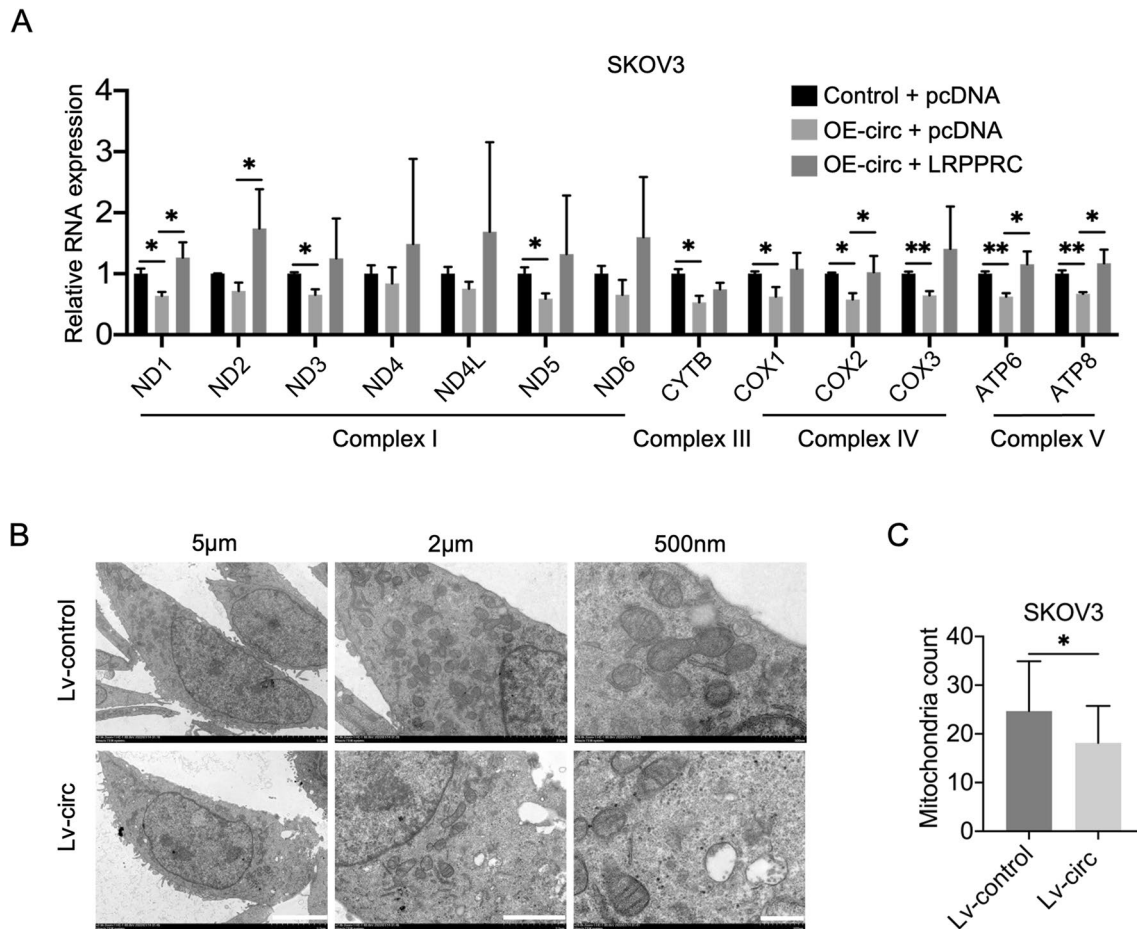 A
SKOV3
Control + pcDNA
OE-circ + pcDNA
OE-circ + LRPPRC
Relative RNA expression
4
3
2
1
0
* * * * * * * * * ** ** * ** *
ND1 ND2 ND3 ND4 ND4L ND5 ND6 CYTB COX1 COX2 COX3 ATP6 ATP8
Complex I Complex III Complex IV Complex V
B
5μm 2μm 500nm
Lv-control
Lv-circ
C
SKOV3
*
Mitochondria count
40
30
20
10
0
Lv-control Lv-circ